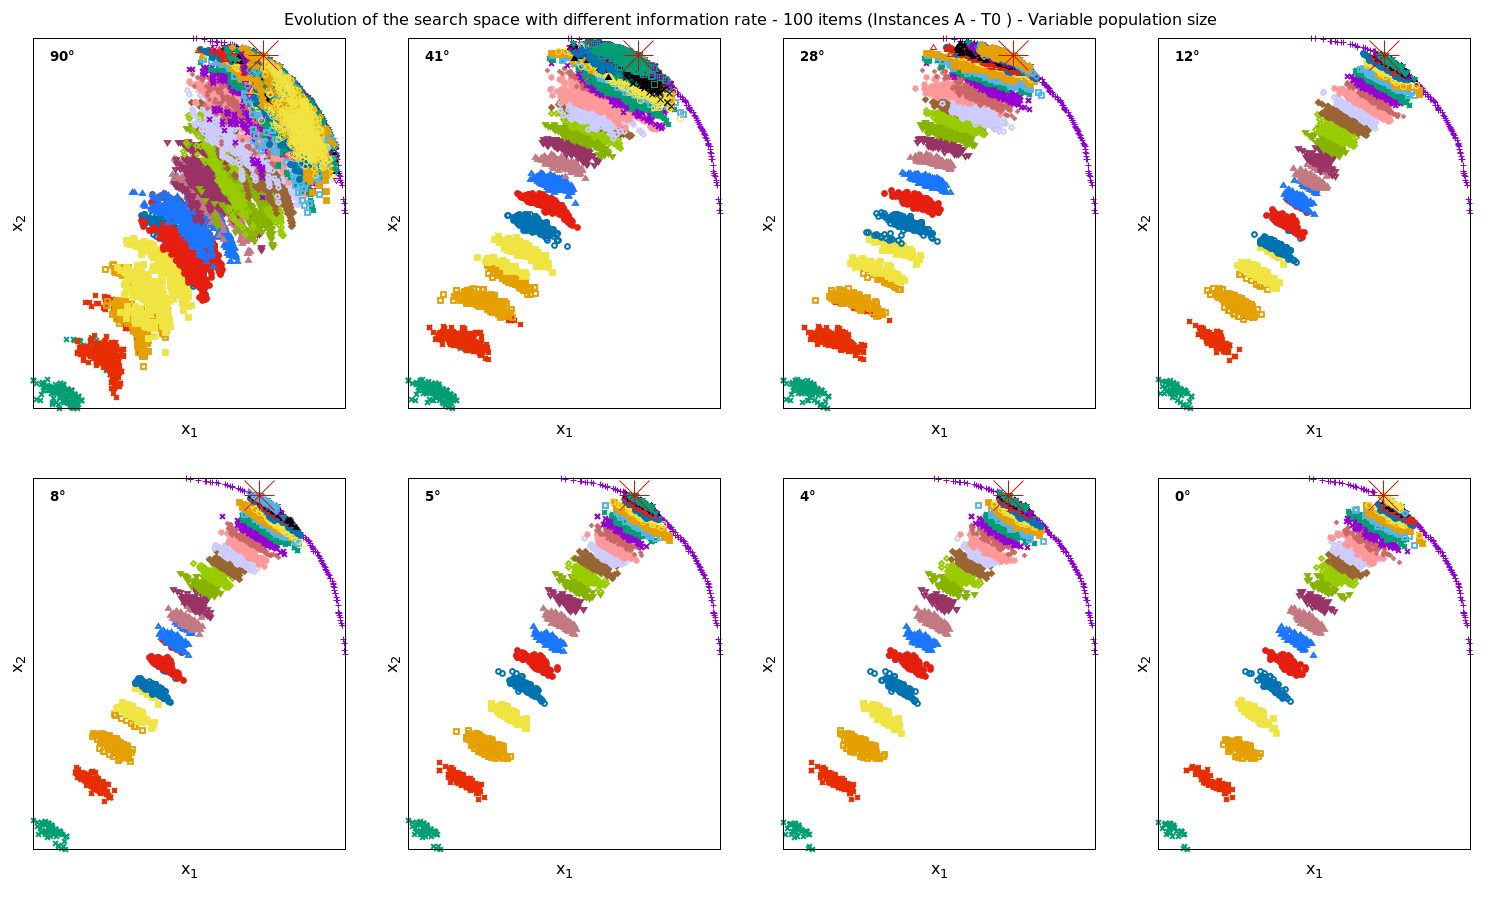 Evolution of the search space with different information rate - 100 items (Instances A - T0 ) - Variable population size
90° 41° 28° 12°
x2 x2 x2 x2
x1 x1 x1 x1
8° 5° 4° 0°
x2 x2 x2 x2
x1 x1 x1 x1